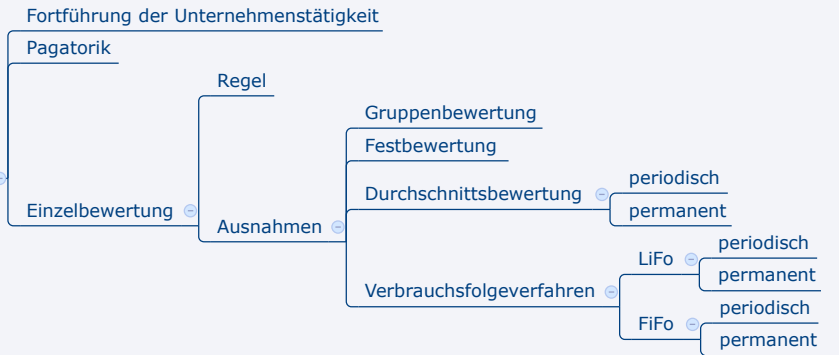 Fortführung der Unternehmenstätigkeit
Pagatorik
Einzelbewertung
Regel
Ausnahmen
Gruppenbewertung
Festbewertung
Durchschnittsbewertung
periodisch
permanent
Verbrauchsfolgeverfahren
LiFo
periodisch
permanent
FiFo
periodisch
permanent